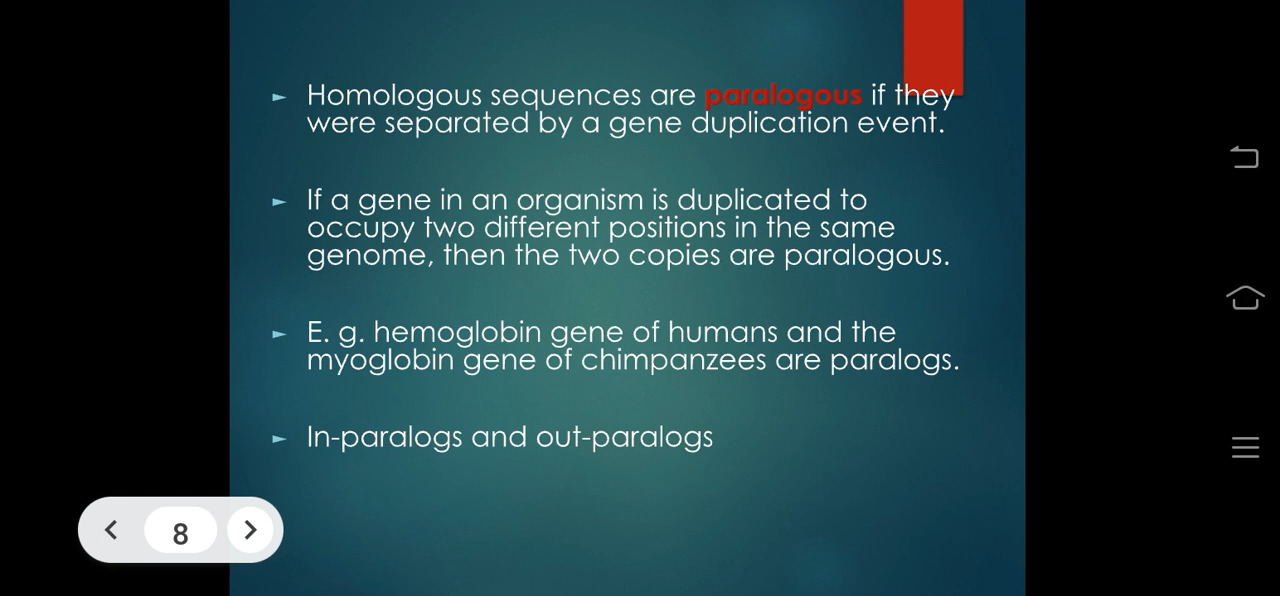 Homologous sequences are paralogous if they
were separated by a gene duplication event.
If a gene in an organism is duplicated to
occupy two different positions in the same
genome, then the two copies are paralogous.
E. g. hemoglobin gene of humans and the
myoglobin gene of chimpanzees are paralogs.
In-paralogs and out-paralogs
8